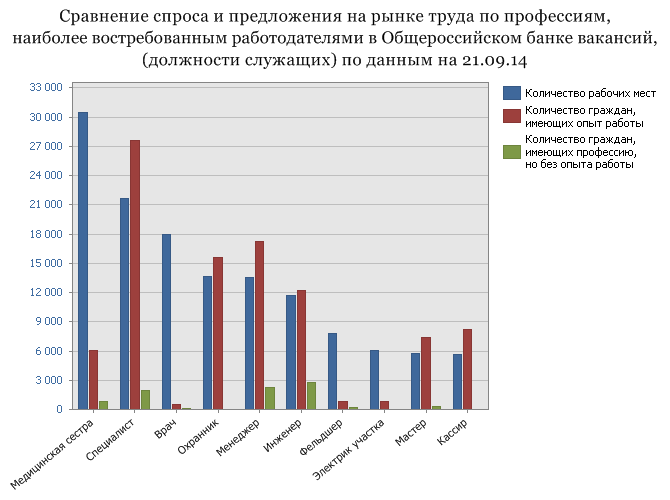 Сравнение спроса и предложения на рынке труда по профессиям,
наиболее востребованным работодателями в Общероссийском банке вакансий,
(должности служащих) по данным на 21.09.14
33 000
30 000
27 000
24 000
21 000
18 000
15 000
12 000
9 000
6 000
3 000
0
Медицинская сестра
Специалист
Врач
Охранник
Менеджер
Инженер
Фельдшер
Электрик участка
Мастер
Кассир
Количество рабочих мест
Количество граждан,
имеющих опыт работы
Количество граждан,
имеющих профессию,
но без опыта работы